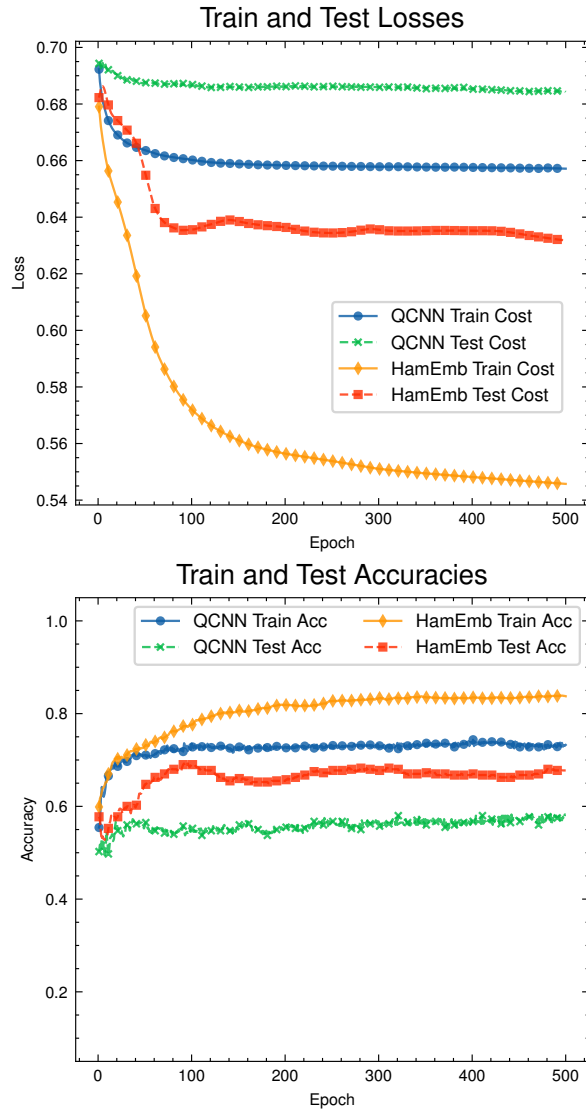 Train and Test Losses
0.70
0.68
0.66
0.64
0.62
0.60
0.58
0.56
0.54
Loss
QCNN Train Cost
QCNN Test Cost
HamEmb Train Cost
HamEmb Test Cost
0 100 200 300 400 500
Epoch
Train and Test Accuracies
1.0
0.8
0.6
0.4
0.2
Accuracy
QCNN Train Acc HamEmb Train Acc
QCNN Test Acc HamEmb Test Acc
0 100 200 300 400 500
Epoch